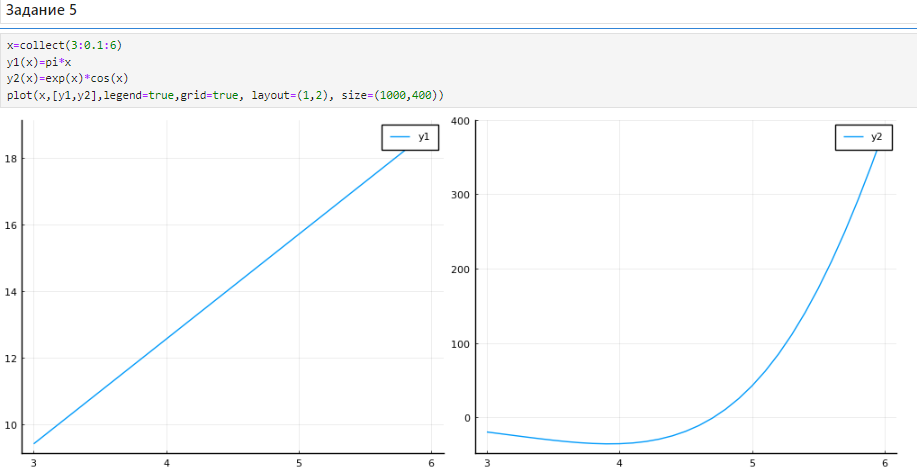 Задание 5
x=collect(3:0.1:6)
y1(x)=pi*x
y2(x)=exp(x)*cos(x)
plot(x,[y1,y2],legend=true,grid=true, layout=(1,2), size=(1000,400))
y1
18
16
14
12
10
3 4 5 6
y2
400
300
200
100
0
3 4 5 6